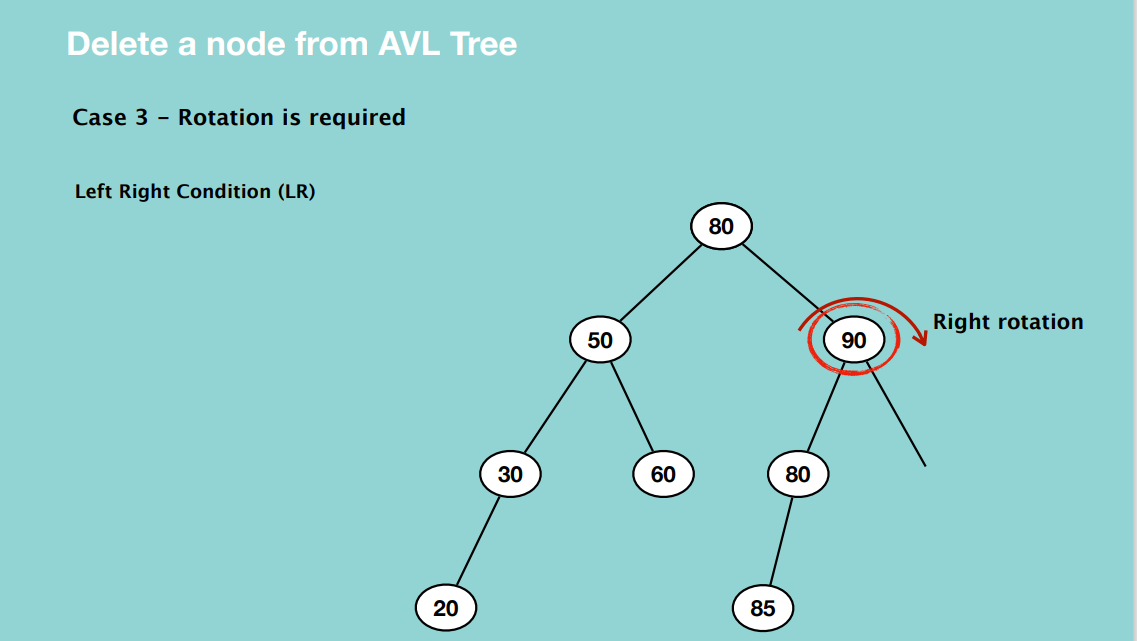 Delete a node from AVL Tree
Case 3 – Rotation is required
Left Right Condition (LR)
80
50
90
Right rotation
30
60
80
20
85